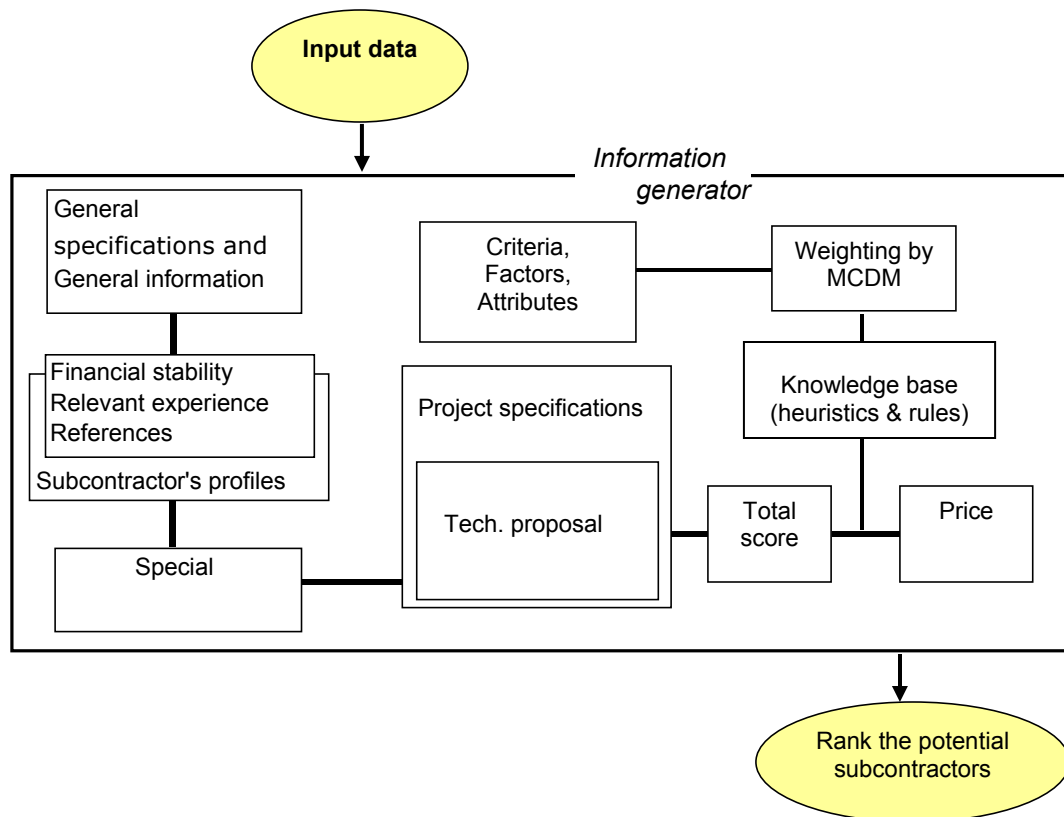 Input data
Information
generator
General
specifications and
General information
Criteria,
Factors,
Attributes
Weighting by
MCDM
Financial stability
Relevant experience
References
Subcontractor's profiles
Project specifications
Knowledge base
(heuristics & rules)
Tech. proposal
Total
score
Price
Special
Rank the potential
subcontractors